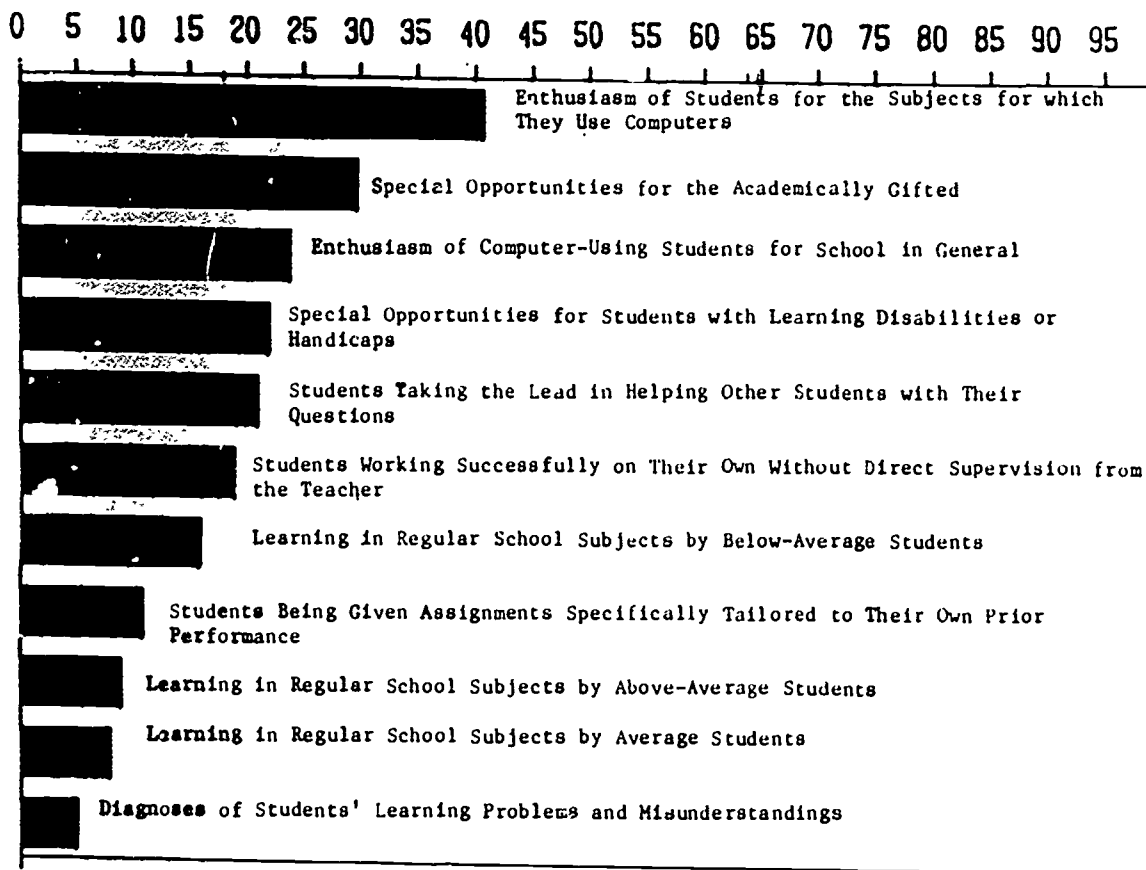 0 5 10 15 20 25 30 35 40 45 50 55 60 65 70 75 80 85 90 95
Enthusiasm of Students for the Subjects for which
They Use Computers
Special Opportunities for the Academically Gifted
Enthusiasm of Computer-Using Students for School in General
Special Opportunities for Students with Learning Disabilities or
Handicaps
Students Taking the Lead in Helping Other Students with Their
Questions
Students Working Successfully on Their Own Without Direct Supervision from
the Teacher
Learning in Regular School Subjects by Below-Average Students
Students Being Given Assignments Specifically Tailored to Their Own Prior
Performance
Learning in Regular School Subjects by Above-Average Students
Learning in Regular School Subjects by Average Students
Diagnoses of Students' Learning Problems and Misunderstandings